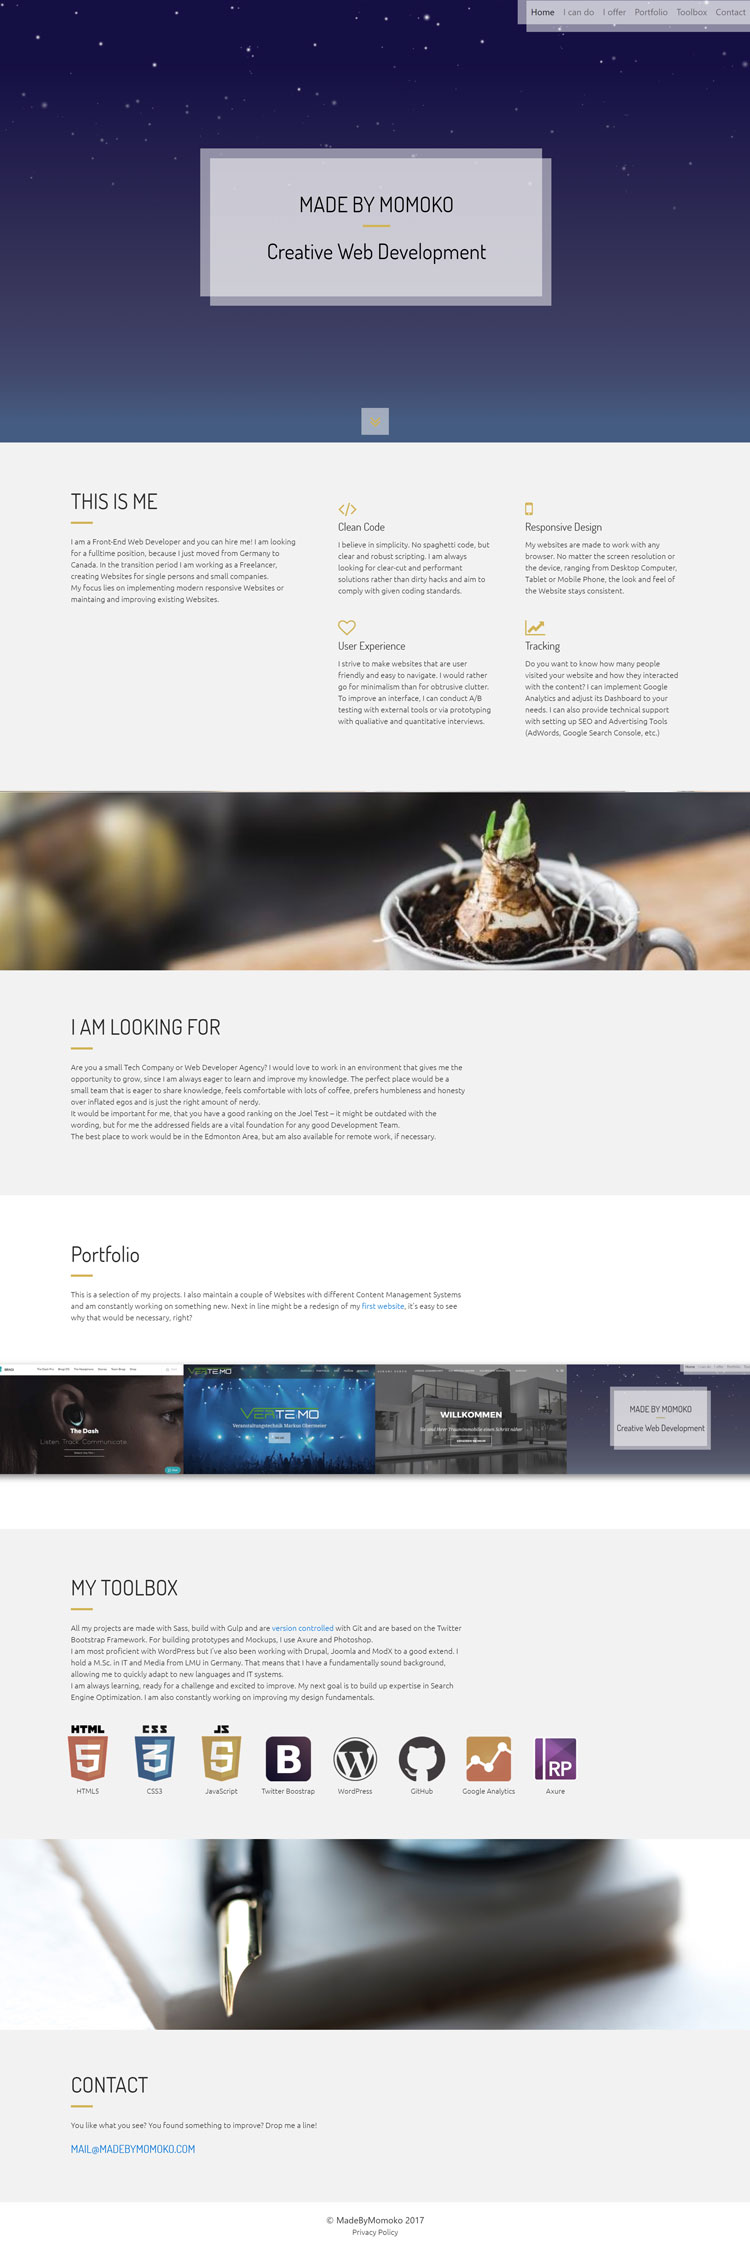 Home I can do I offer Portfolio Toolbox Contact
MADE BY MOMOKO
Creative Web Development
THIS IS ME
I am a Front-End Web Developer and you can hire me! I am looking
for a fulltime position, because I just moved from Germany to
Canada. In the transition period I am working as a Freelancer,
creating Websites for single persons and small companies.
My focus lies on implementing modern responsive Websites or
maintaing and improving existing Websites.
Clean Code
I believe in simplicity. No spaghetti code, but
clear and robust scripting. I am always
looking for clear-cut and performant
solutions rather than dirty hacks and aim to
comply with given coding standards.
Responsive Design
My websites are made to work with any
browser. No matter the screen resolution or
the device, ranging from Desktop Computer,
Tablet or Mobile Phone, the look and feel of
the Website stays consistent.
User Experience
I strive to make websites that are user
friendly and easy to navigate. I would rather
go for minimalism than for obtrusive clutter.
To improve an interface, I can conduct A/B
testing with external tools or via prototyping
with qualiative and quantitative interviews.
Tracking
Do you want to know how many people
visited your website and how they interacted
with the content? I can implement Google
Analytics and adjust its Dashboard to your
needs. I can also provide technical support
with setting up SEO and Advertising Tools
(AdWords, Google Search Console, etc.)
I AM LOOKING FOR
Are you a small Tech Company or Web Developer Agency? I would love to work in an environment that gives me the
opportunity to grow, since I am always eager to learn and improve my knowledge. The perfect place would be a
small team that is eager to share knowledge, feels comfortable with lots of coffee, prefers humbleness and honesty
over inflated egos and is just the right amount of nerdy.
It would be important for me, that you have a good ranking on the Joel Test – it might be outdated with the
wording, but for me the addressed fields are a vital foundation for any good Development Team.
The best place to work would be in the Edmonton Area, but am also available for remote work, if necessary.
Portfolio
This is a selection of my projects. I also maintain a couple of Websites with different Content Management Systems
and am constantly working on something new. Next in line might be a redesign of my first website, it's easy to see
why that would be necessary, right?
The Dash
Listen. Track. Communicate.
VERTEMO
VERTEMO
Veranstaltungstechnik Markus Obermeier
WILLKOMMEN
Sie sind Ihrer Traumimmobilie einen Schritt näher
Home I can do I offer Portfolio
MADE BY MOMOKO
Creative Web Development
MY TOOLBOX
All my projects are made with Sass, build with Gulp and are version controlled with Git and are based on the Twitter
Bootstrap Framework. For building prototypes and Mockups, I use Axure and Photoshop.
I am most proficient with WordPress but I've also been working with Drupal, Joomla and ModX to a good extend. I
hold a M.Sc. in IT and Media from LMU in Germany. That means that I have a fundamentally sound background,
allowing me to quickly adapt to new languages and IT systems.
I am always learning, ready for a challenge and excited to improve. My next goal is to build up expertise in Search
Engine Optimization. I am also constantly working on improving my design fundamentals.
HTML CSS JS
5 3 5 B W RP
HTML5 CSS3 JavaScript Twitter Boostrap WordPress GitHub Google Analytics Axure
CONTACT
You like what you see? You found something to improve? Drop me a line!
MAIL@MADEBYMOMOKO.COM
© MadeByMomoko 2017
Privacy Policy